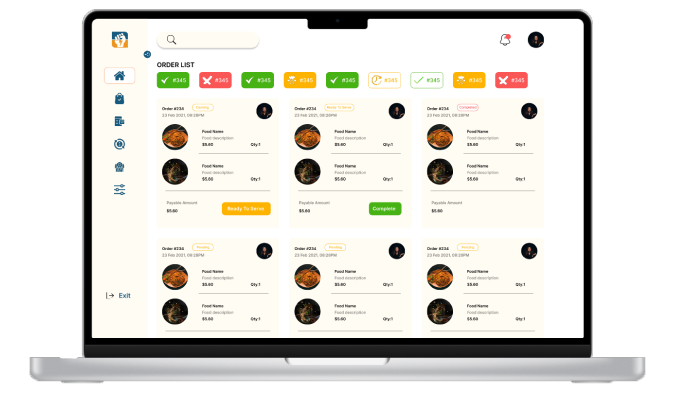 ORDER LIST
#345 #345 #345 #345 #345 #345 #345 #345 #345
Order #234 Pending
23 Feb 2021, 08:28PM
Food Name
Food description
$5.60 Qty:1
Food Name
Food description
$5.60 Qty:1
Payable Amount
$5.60
Ready To Serve
Order #234 Ready To Serve
23 Feb 2021, 08:28PM
Food Name
Food description
$5.60 Qty:1
Food Name
Food description
$5.60 Qty:1
Payable Amount
$5.60
Complete
Order #234 Completed
23 Feb 2021, 08:28PM
Food Name
Food description
$5.60 Qty:1
Food Name
Food description
$5.60 Qty:1
Payable Amount
$5.60
Order #234 Pending
23 Feb 2021, 08:28PM
Food Name
Food description
$5.60 Qty:1
Food Name
Food description
$5.60 Qty:1
Order #234 Pending
23 Feb 2021, 08:28PM
Food Name
Food description
$5.60 Qty:1
Food Name
Food description
$5.60 Qty:1
Order #234 Pending
23 Feb 2021, 08:28PM
Food Name
Food description
$5.60 Qty:1
Food Name
Food description
$5.60 Qty:1
Exit